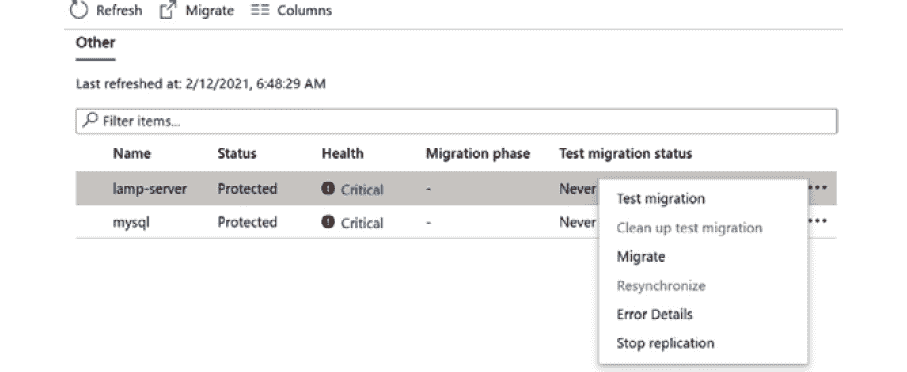 Refresh Migrate Columns
Other
Last refreshed at: 2/12/2021, 6:48:29 AM
Filter items...
Name Status Health Migration phase Test migration status
lamp-server Protected Critical - Never ...
mysql Protected Critical - Never ...
Test migration
Clean up test migration
Migrate
Resynchronize
Error Details
Stop replication